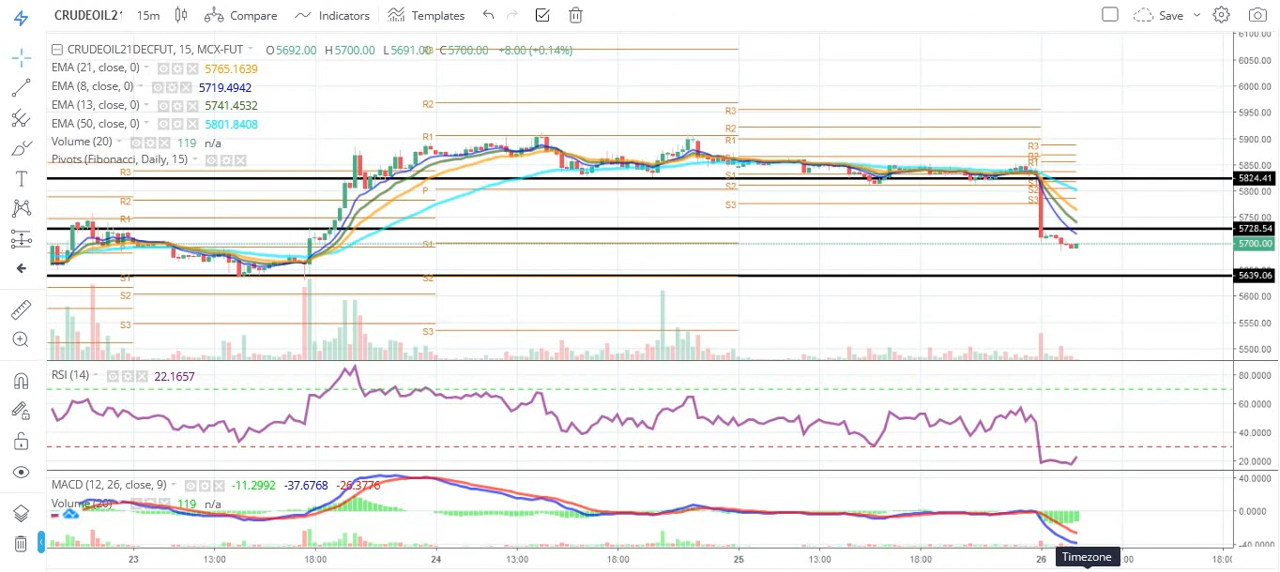 CRUDEOIL21 15m Compare Indicators Templates Save
CRUDEOIL21DECFUT, 15, MCX-FUT O5692.00 H5700.00 L5691.00 C5700.00 +8.00 (+0.14%)
EMA (21, close, 0) 5765.1639
EMA (8, close, 0) 5719.4942
EMA (13, close, 0) 5741.4532
EMA (50, close, 0) 5801.8408
Volume (20) 119 n/a
Pivots (Fibonacci, Daily, 15)
R3
R2
R1
S1
S2
S3
R3
R2
R1
P
S1
S2
S3
R3
R2
R1
S1
S2
S3
R3
R2
R1
S1
S2
S3
6100.00
6050.00
6000.00
5950.00
5900.00
5850.00
5824.41
5800.00
5750.00
5728.54
5700.00
5639.06
5600.00
5550.00
5500.00
RSI (14) 22.1657
80.0000
60.0000
40.0000
20.0000
MACD (12, 26, close, 9) -11.2992 -37.6768 -26.3776
Volume (20) 119 n/a
40.0000
0.0000
-40.0000
23 13:00 18:00 24 13:00 18:00 25 13:00 18:00 26 18:00
Timezone